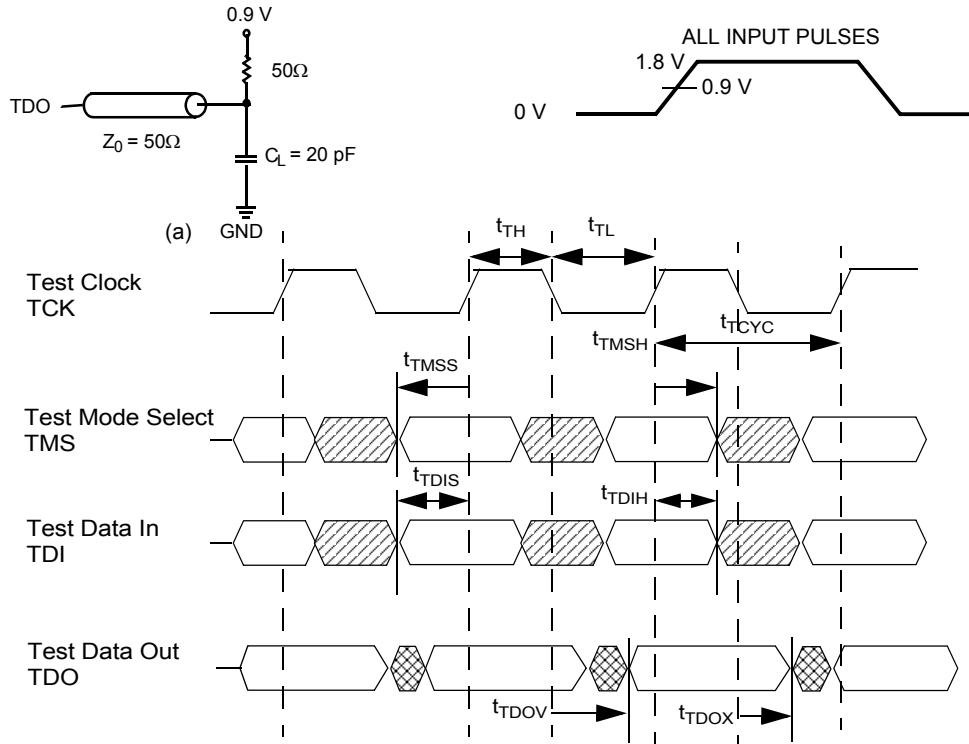 0.9 V
50Ω
TDO
Z0 = 50Ω
CL = 20 pF
(a)
GND
ALL INPUT PULSES
1.8 V
0.9 V
0 V
tTH
tTL
Test Clock
TCK
tTCYC
tTMSH
tTMSS
Test Mode Select
TMS
tTDIS
tTDIH
Test Data In
TDI
Test Data Out
TDO
tTDOV
tTDOX